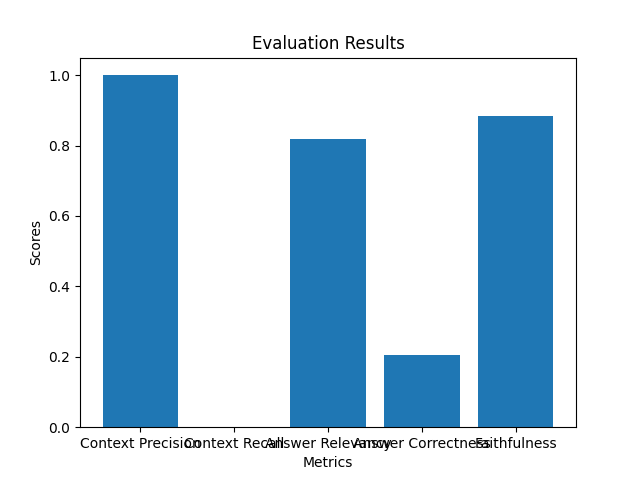 Evaluation Results
1.0
0.8
0.6
0.4
0.2
0.0
Scores
Context Precision Context Recall Answer Relevancy Answer Correctness Faithfulness
Metrics